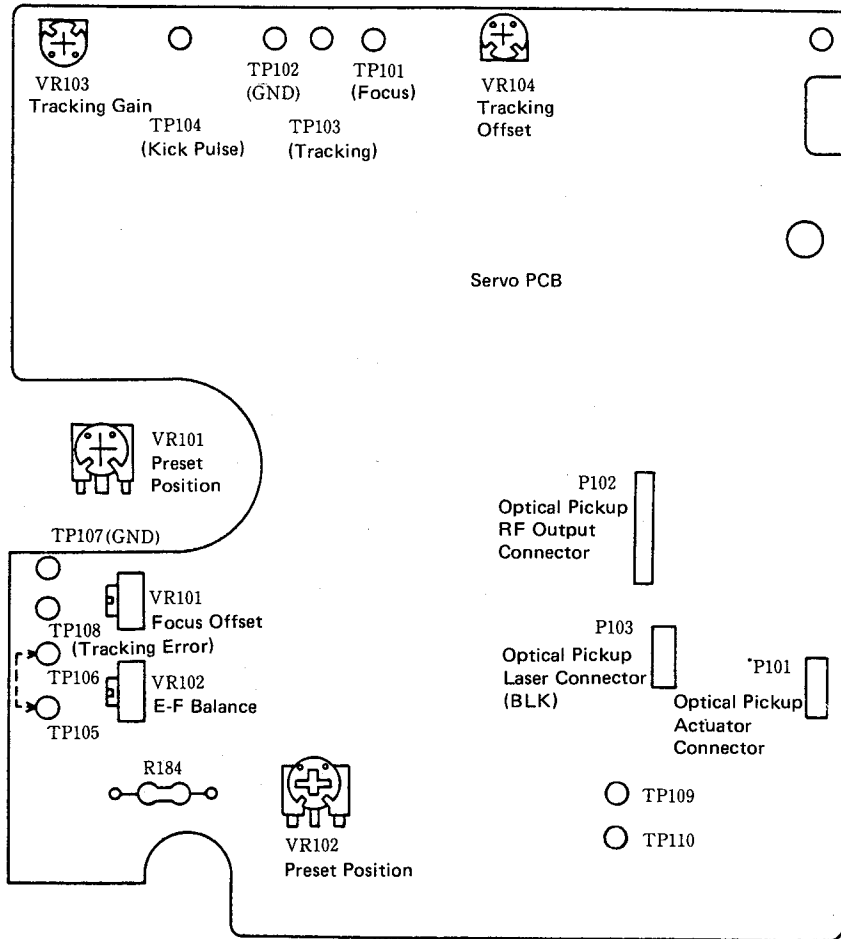 VR103
Tracking Gain
TP104
(Kick Pulse)
TP102
(GND)
TP103
(Tracking)
TP101
(Focus)
VR104
Tracking
Offset
Servo PCB
VR101
Preset
Position
P102
Optical Pickup
RF Output
Connector
TP107(GND)
VR101
Focus Offset
TP108
(Tracking Error)
TP106
VR102
E-F Balance
TP105
P103
Optical Pickup
Laser Connector
(BLK)
P101
Optical Pickup
Actuator
Connector
R184
VR102
Preset Position
TP109
TP110